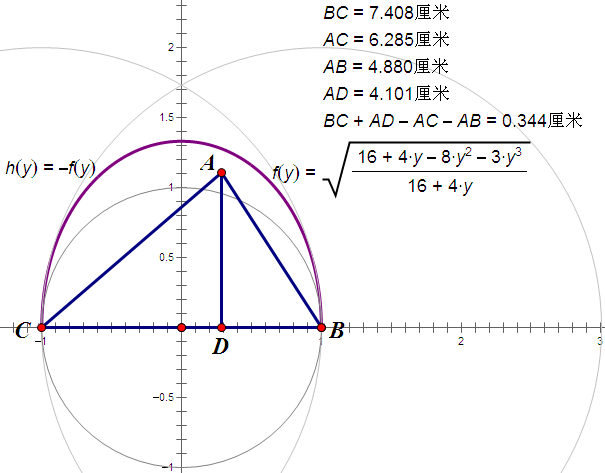 BC = 7.408厘米
AC = 6.285厘米
AB = 4.880厘米
AD = 4.101厘米
BC + AD − AC − AB = 0.344厘米
h(y) = −f(y)
f(y) = √((16 + 4·y − 8·y² − 3·y³) / (16 + 4·y))
2
1.5
A
1
0.5
C
B
−1
D
1
2
3
−0.5
−1